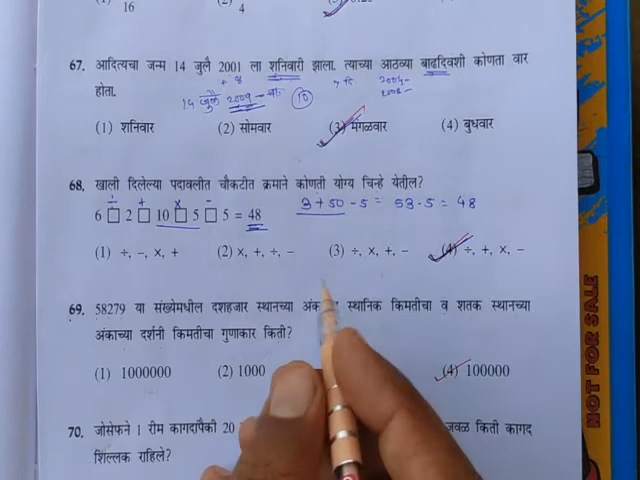 16
4
67. आदित्यचा जन्म 14 जुलै 2001 ला शनिवारी झाला. त्याच्या आठव्या वाढदिवशी कोणता वार
होता.
14 जुलै 2009
10
(1) शनिवार (2) सोमवार (3) मंगळवार (4) बुधवार
68. खाली दिलेल्या पदावलीत चौकटीत क्रमाने कोणती योग्य चिन्हे येतील?
÷ + × -
6 □ 2 □ 10 □ 5 □ 5 = 48 3 + 50 - 5 = 53 - 5 = 48
(1) ÷, -, x, + (2) x, +, ÷, - (3) ÷, x, +, - (4) ÷, +, x, -
69. 58279 या संख्येमधील दशहजार स्थानच्या स्थानिक किमतीचा व शतक स्थानच्या
अंकाच्या दर्शनी किमतीचा गुणाकार किती?
(1) 1000000 (2) 1000 (4) 100000
70. जोसेफने 1 रीम कागदापैकी 20 जवळ किती कागद
शिल्लक राहिले?
NOT FOR SALE